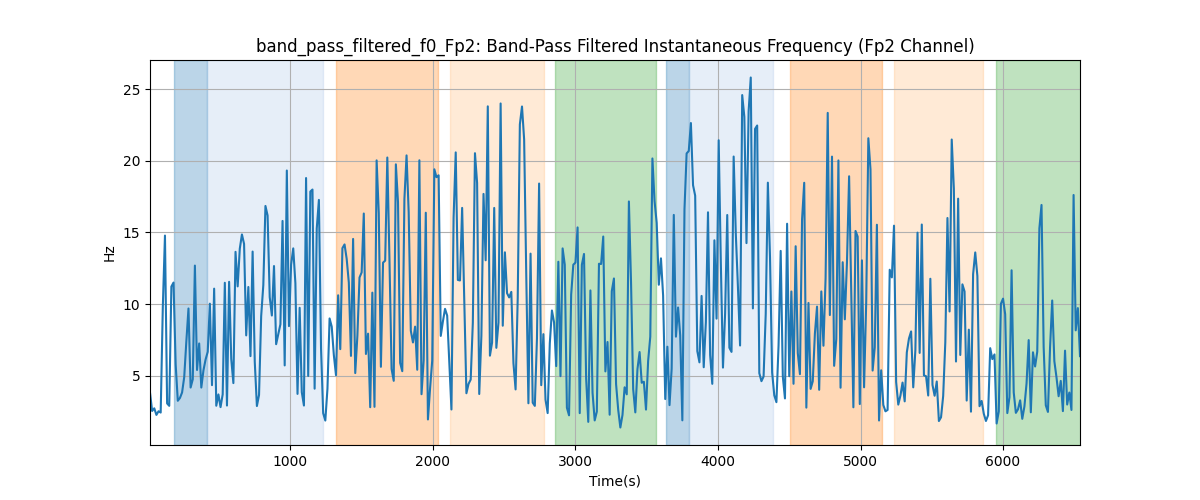 band_pass_filtered_f0_Fp2: Band-Pass Filtered Instantaneous Frequency (Fp2 Channel)
25
20
15
10
5
Hz
1000 2000 3000 4000 5000 6000
Time(s)